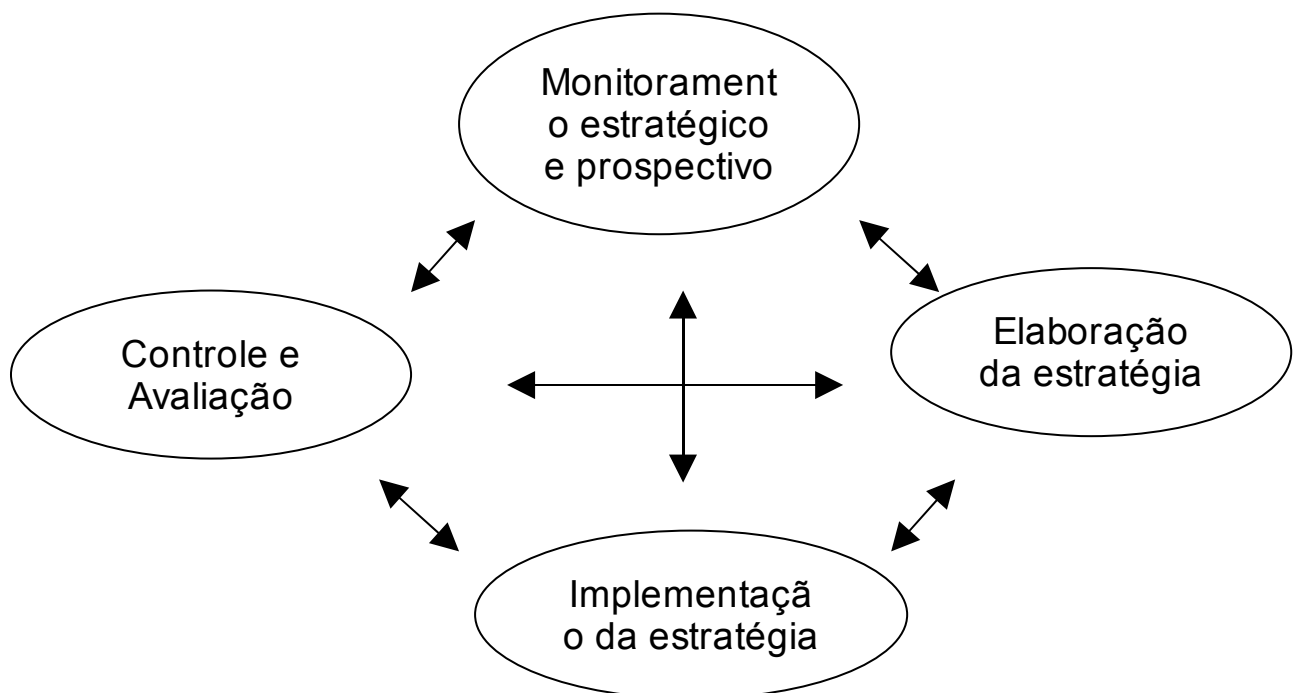 Monitorament
o estratégico
e prospectivo
Controle e
Avaliação
Elaboração
da estratégia
Implementaçã
o da estratégia